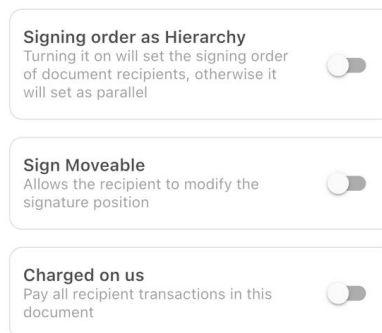 Signing order as Hierarchy
Turning it on will set the signing order
of document recipients, otherwise it
will set as parallel
Sign Moveable
Allows the recipient to modify the
signature position
Charged on us
Pay all recipient transactions in this
document